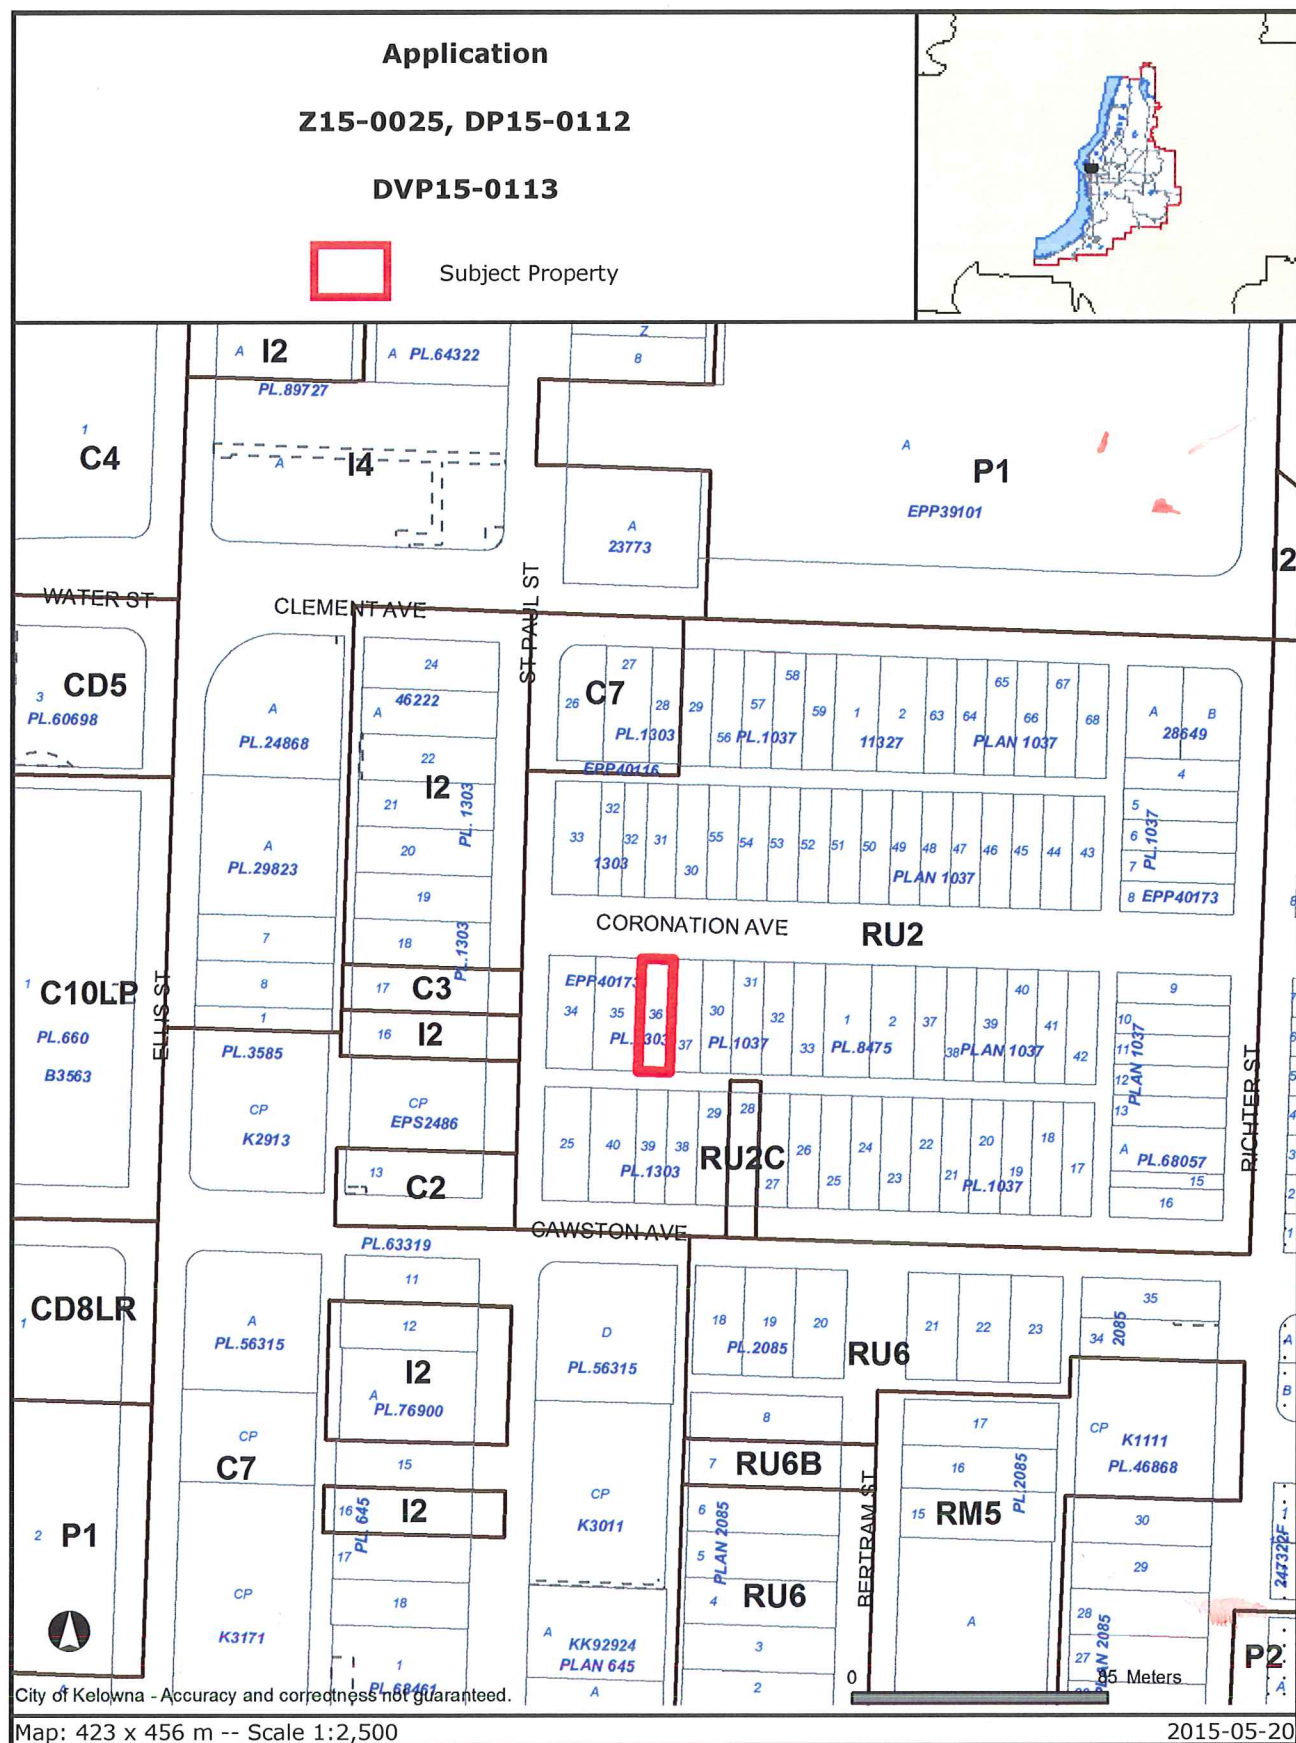 Application
Z15-0025, DP15-0112
DVP15-0113
Subject Property
A I2
A PL.64322
Z
8
PL.89727
1
C4
A I4
A
P1
EPP39101
A
23773
I2
WATER ST
CLEMENT AVE
ST PAUL ST
CD5
3
PL.60698
A
PL.24868
24
46222
A
22
I2
21
PL. 1303
20
19
18
PL.1303
27
C7
26
28
PL.1303
EPP40116
29
56
57
PL.1037
58
59
1
2
11327
63
64
65
66
67
68
PLAN 1037
A
B
28649
4
5
6
7
PL.1037
8 EPP40173
33
32
32
31
1303
30
55
54
53
52
51
50
49
48
47
46
45
44
43
PLAN 1037
A
PL.29823
7
8
1
CORONATION AVE
RU2
1
C10LP
PL.660
B3563
ELLIS ST
17 C3
16 I2
PL.3585
CP
K2913
CP
EPS2486
13
C2
EPP40173
34
35
36
37
PL.1303
30
31
32
33
PL.1037
1
2
PL.8475
37
38
39
40
41
42
PLAN 1037
9
10
11
12
13
PLAN 1037
A PL.68057
15
16
RICHTER ST
25
40
39
38
PL.1303
29
28
RU2C
27
26
25
24
23
22
21
20
19
18
17
PL.1037
CAWSTON AVE
PL.63319
11
12
I2
A
PL.76900
15
16
I2
PL. 645
17
18
1
PL.68461
1
CD8LR
A
PL.56315
CP
C7
CP
K3171
2 P1
D
PL.56315
CP
K3011
A
KK92924
PLAN 645
A
18
19
20
PL.2085
RU6
21
22
23
35
34
2085
8
7 RU6B
6
5
4
PLAN 2085
RU6
3
2
BERTRAM ST
17
16
15
RM5
PL.2085
A
CP
K1111
PL.46868
30
29
28
27
PLAN 2085
247322F
P2
A
B
A
0
85 Meters
City of Kelowna - Accuracy and correctness not guaranteed.
Map: 423 x 456 m -- Scale 1:2,500
2015-05-20